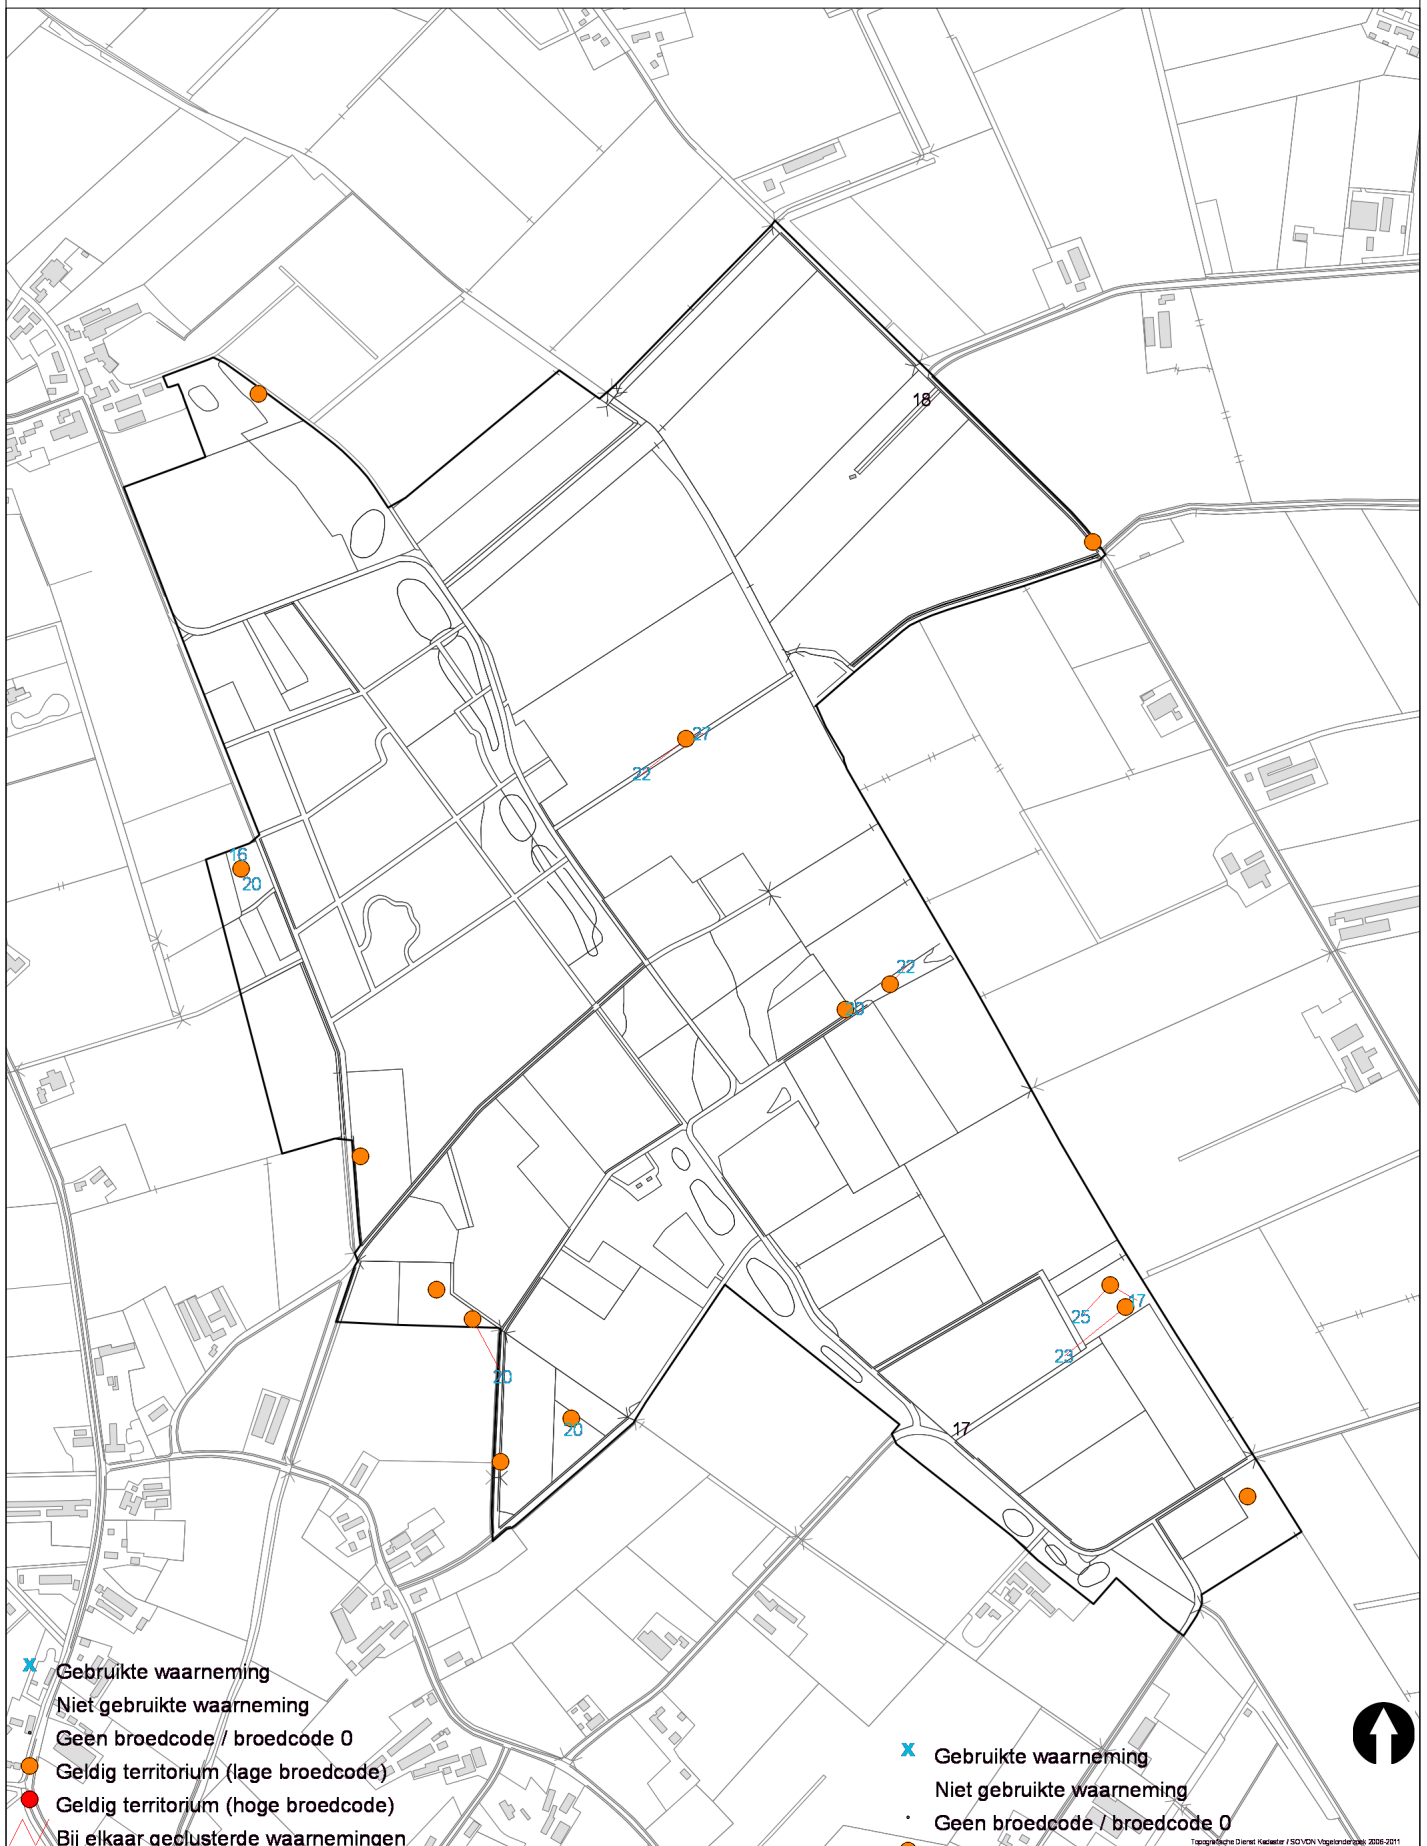 18
27
22
16
20
22
23
25
17
23
20
20
17
x Gebruikte waarneming
Niet gebruikte waarneming
Geen broedcode / broedcode 0
Geldig territorium (lage broedcode)
Geldig territorium (hoge broedcode)
Bij elkaar geclusterde waarnemingen
x Gebruikte waarneming
Niet gebruikte waarneming
Geen broedcode / broedcode 0
Topografische Dienst Kadaster / SOVON Vogelonderzoek 2006-2011